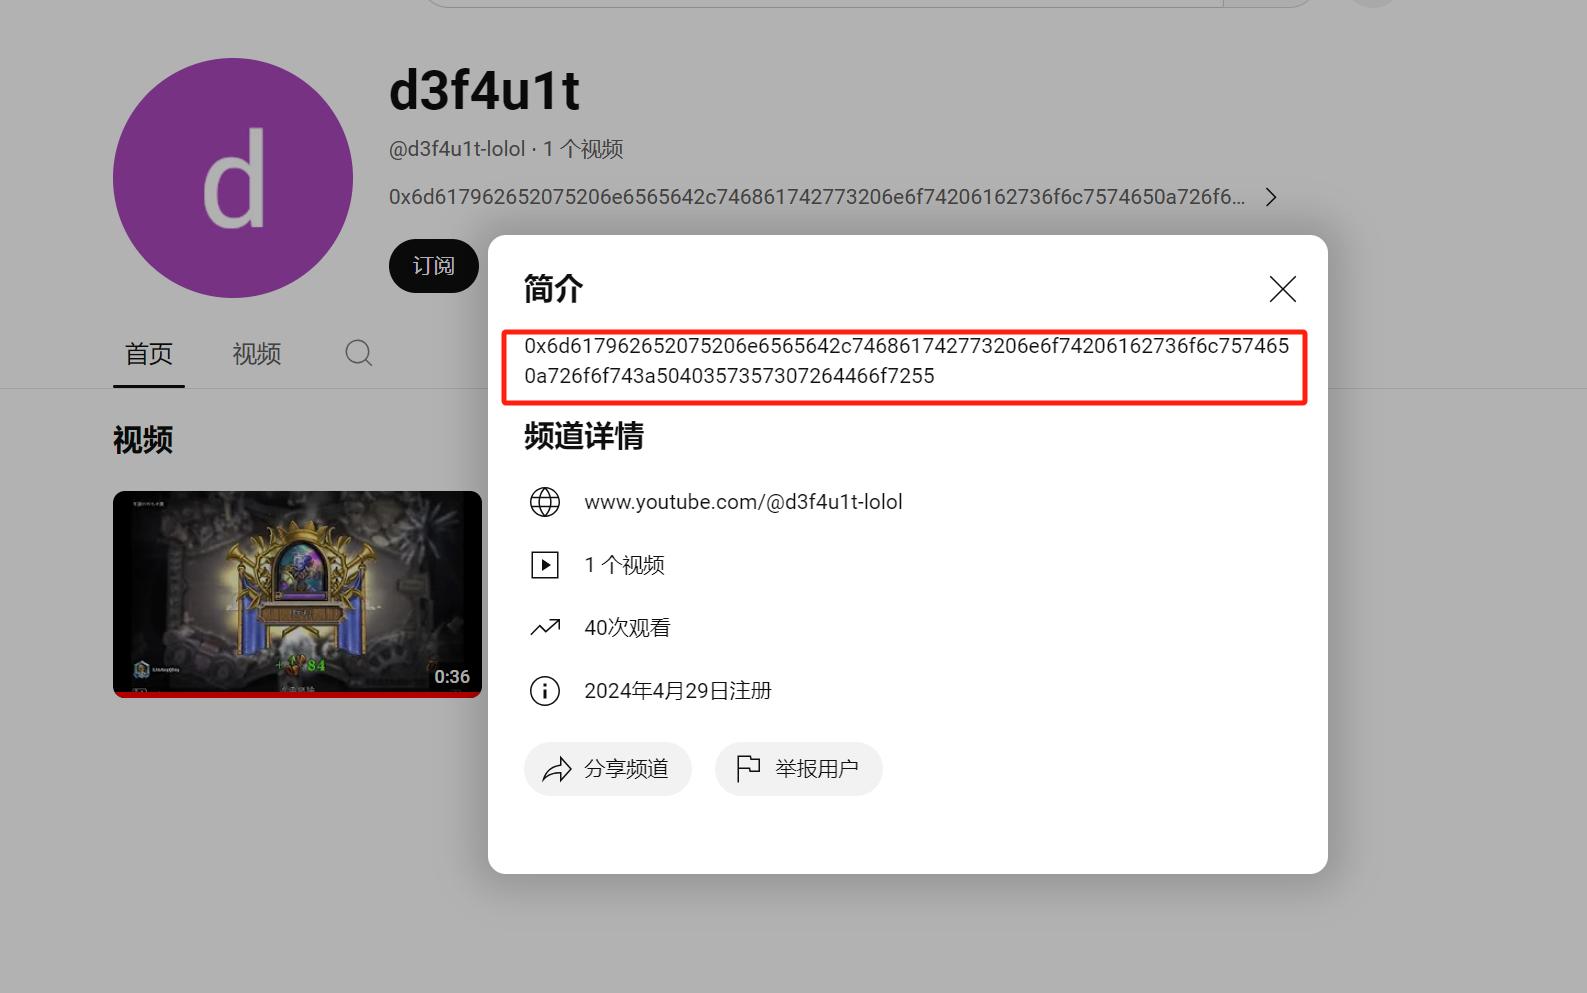 d3f4u1t
@d3f4u1t-lolol · 1 个视频
0x6d617962652075206e6565642c746861742773206e6f74206162736f6c7574650a726f6...
订阅
首页
视频
视频
84
0:36
简介
0x6d617962652075206e6565642c746861742773206e6f74206162736f6c757465
0a726f6f743a5040357357307264466f7255
频道详情
www.youtube.com/@d3f4u1t-lolol
1 个视频
40次观看
2024年4月29日注册
分享频道
举报用户